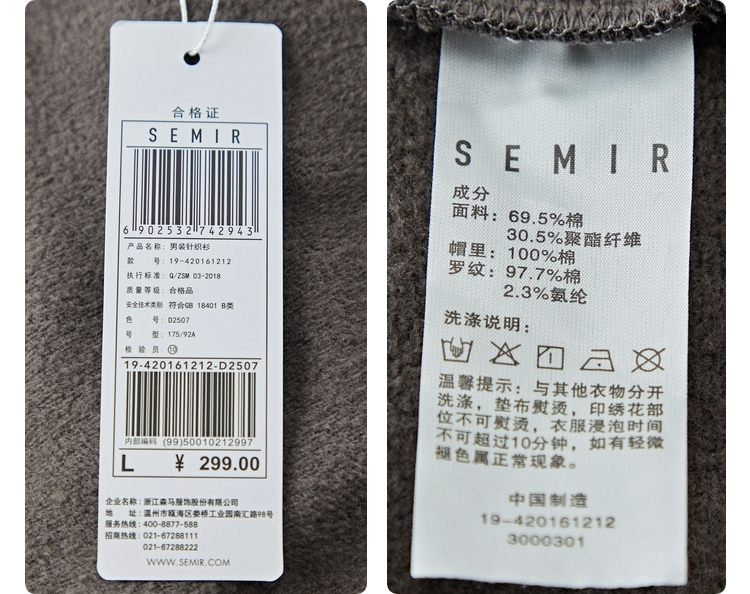 合格证
SEMIR
6 902532 742943
产品名称: 男装针织衫
款 号: 19-420161212
执行标准: Q/ZSM 03-2018
质量等级: 合格品
安全技术类别: 符合GB 18401 B类
色 号: D2507
号 型: 175/92A
检 验 员: ⑩
19-420161212-D2507
内部编码 (99)50010212997
L ¥ 299.00
企业名称: 浙江森马服饰股份有限公司
地 址: 温州市瓯海区娄桥工业园南汇路98号
服务热线: 400-8877-588
招商热线: 021-67288111
021-67288222
WWW.SEMIR.COM
SEMIR
成分
面料: 69.5%棉
30.5%聚酯纤维
帽里: 100%棉
罗纹: 97.7%棉
2.3%氨纶
洗涤说明:
温馨提示: 与其他衣物分开
洗涤, 垫布熨烫, 印绣花部
位不可熨烫, 衣服浸泡时间
不可超过10分钟, 如有轻微
褪色属正常现象。
中国制造
19-420161212
3000301